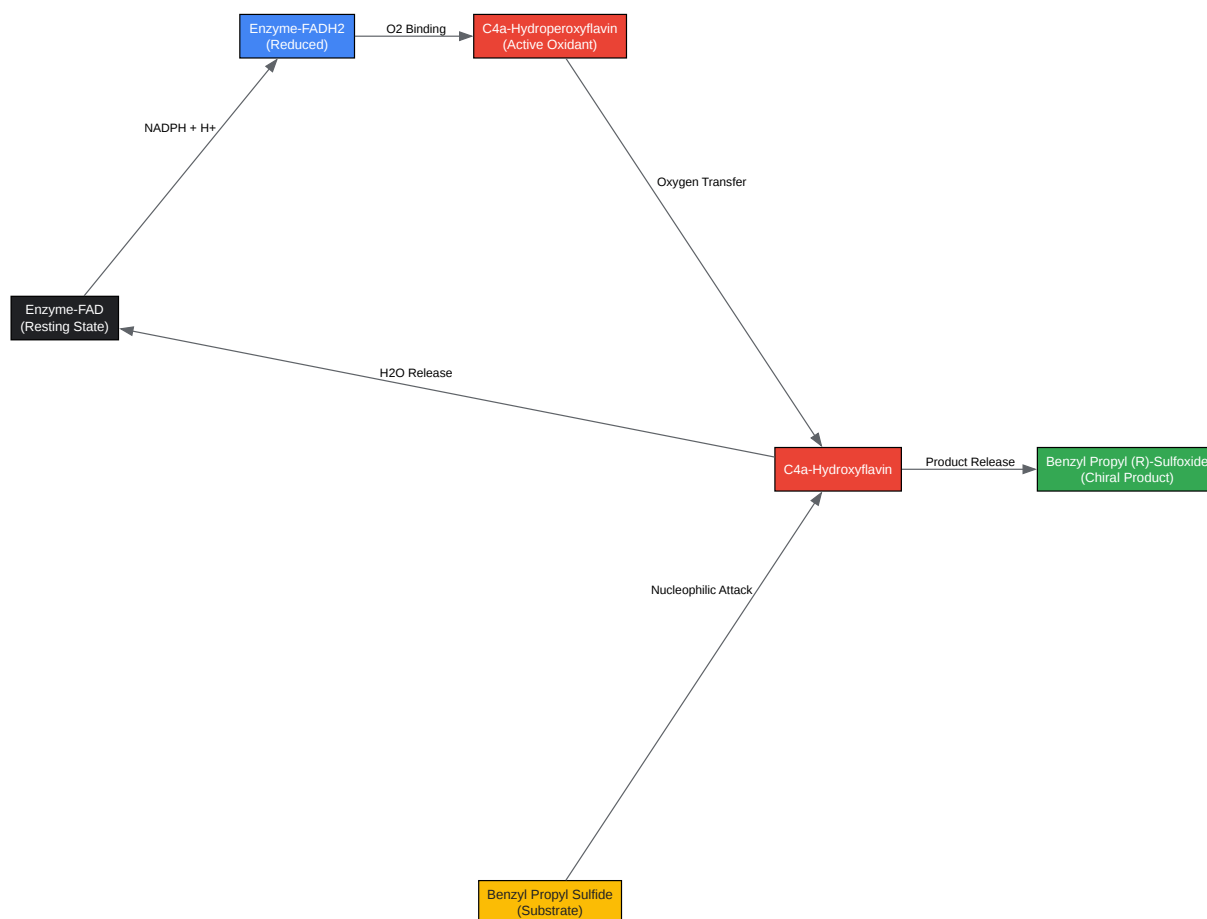 Enzyme-FADH2
(Reduced)
O2 Binding
C4a-Hydroperoxyflavin
(Active Oxidant)
NADPH + H+
Oxygen Transfer
Enzyme-FAD
(Resting State)
H2O Release
C4a-Hydroxyflavin
Product Release
Benzyl Propyl (R)-Sulfoxide
(Chiral Product)
Nucleophilic Attack
Benzyl Propyl Sulfide
(Substrate)